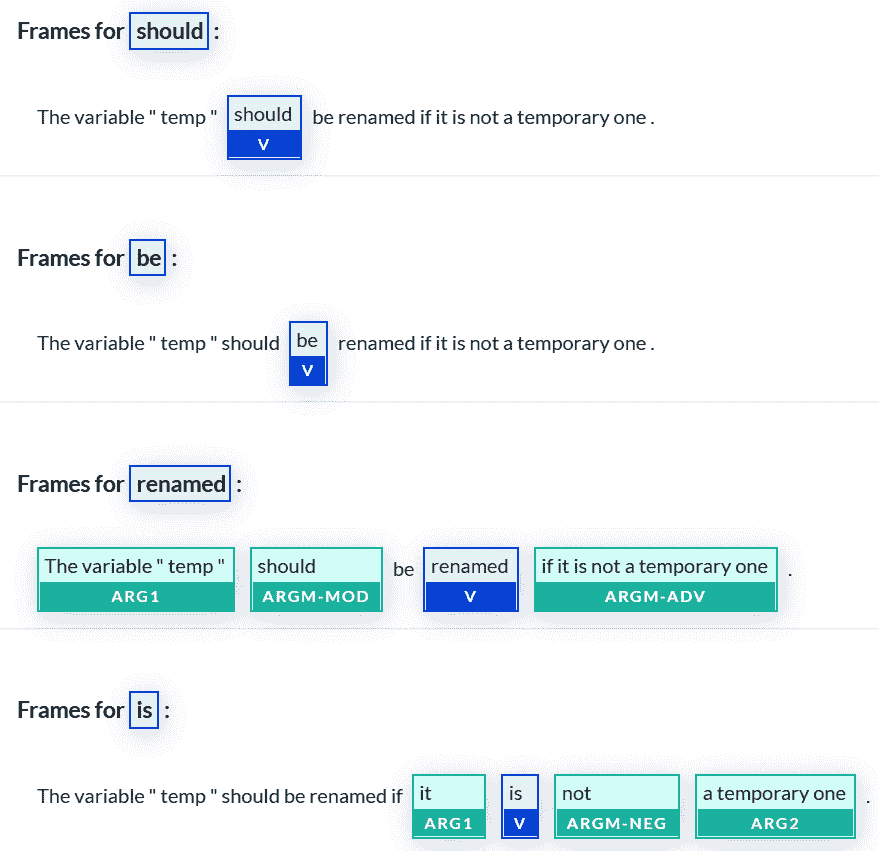 Frames for should :
The variable " temp " should be renamed if it is not a temporary one .
V
Frames for be :
The variable " temp " should be renamed if it is not a temporary one .
V
Frames for renamed :
The variable " temp " should be renamed if it is not a temporary one .
ARG1 ARGM-MOD V ARGM-ADV
Frames for is :
The variable " temp " should be renamed if it is not a temporary one .
ARG1 V ARGM-NEG ARG2